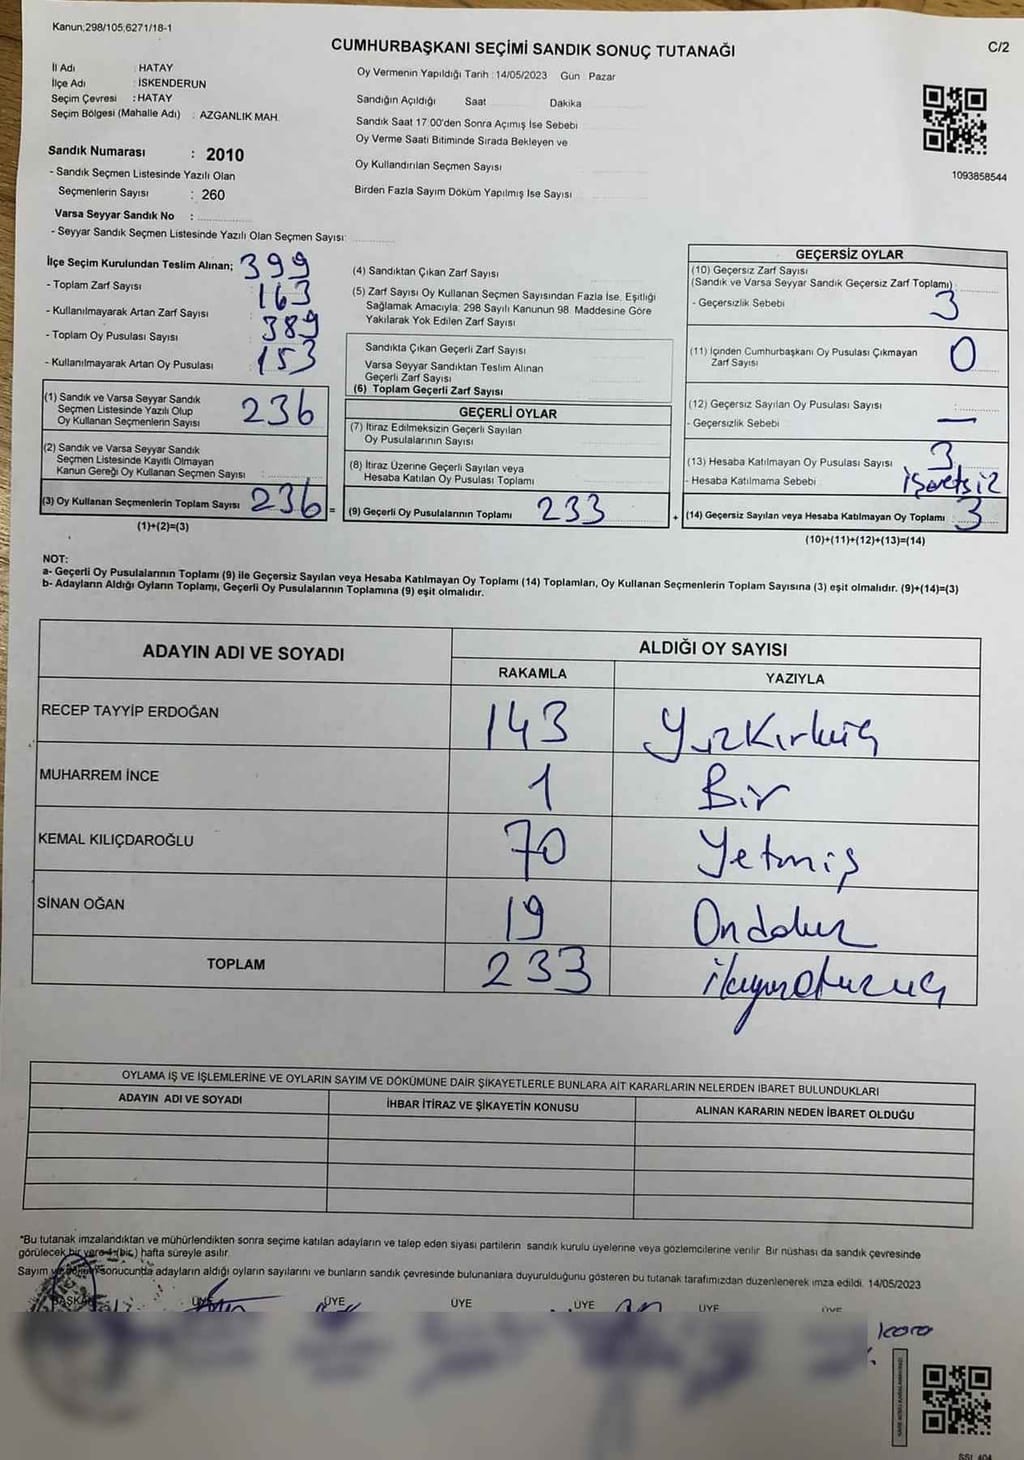 Kanun;298/105,6271/18-1
CUMHURBAŞKANI SEÇİMİ SANDIK SONUÇ TUTANAĞI
C/2
İl Adı : HATAY
İlçe Adı : İSKENDERUN
Seçim Çevresi : HATAY
Seçim Bölgesi (Mahalle Adı) : AZGANLIK MAH.
Sandık Numarası : 2010
- Sandık Seçmen Listesinde Yazılı Olan
Seçmenlerin Sayısı : 260
Varsa Seyyar Sandık No :
- Seyyar Sandık Seçmen Listesinde Yazılı Olan Seçmen Sayısı:
Oy Vermenin Yapıldığı Tarih : 14/05/2023 Gün : Pazar
Sandığın Açıldığı Saat Dakika
Sandık Saat 17:00'den Sonra Açımış İse Sebebi
Oy Verme Saati Bitiminde Sırada Bekleyen ve
Oy Kullandırılan Seçmen Sayısı
Birden Fazla Sayım Döküm Yapılmış İse Sayısı
1093858544
İlçe Seçim Kurulundan Teslim Alınan; 399
- Toplam Zarf Sayısı 163
- Kullanılmayarak Artan Zarf Sayısı 389
- Toplam Oy Pusulası Sayısı 153
- Kullanılmayarak Artan Oy Pusulası
(1) Sandık ve Varsa Seyyar Sandık
Seçmen Listesinde Yazılı Olup
Oy Kullanan Seçmenlerin Sayısı 236
(2) Sandık ve Varsa Seyyar Sandık
Seçmen Listesinde Kayıtlı Olmayan
Kanun Gereği Oy Kullanan Seçmen Sayısı
(3) Oy Kullanan Seçmenlerin Toplam Sayısı 236 =
(1)+(2)=(3)
(4) Sandıktan Çıkan Zarf Sayısı
(5) Zarf Sayısı Oy Kullanan Seçmen Sayısından Fazla İse, Eşitliği
Sağlamak Amacıyla; 298 Sayılı Kanunun 98. Maddesine Göre
Yakılarak Yok Edilen Zarf Sayısı
Sandıkta Çıkan Geçerli Zarf Sayısı
Varsa Seyyar Sandıktan Teslim Alınan
Geçerli Zarf Sayısı
(6) Toplam Geçerli Zarf Sayısı
GEÇERLİ OYLAR
(7) İtiraz Edilmeksizin Geçerli Sayılan
Oy Pusulalarının Sayısı
(8) İtiraz Üzerine Geçerli Sayılan veya
Hesaba Katılan Oy Pusulası Toplamı
(9) Geçerli Oy Pusulalarının Toplamı 233 +
GEÇERSİZ OYLAR
(10) Geçersiz Zarf Sayısı
(Sandık ve Varsa Seyyar Sandık Geçersiz Zarf Toplamı)
- Geçersizlik Sebebi 3
(11) İçinden Cumhurbaşkanı Oy Pusulası Çıkmayan
Zarf Sayısı 0
(12) Geçersiz Sayılan Oy Pusulası Sayısı :
- Geçersizlik Sebebi —
(13) Hesaba Katılmayan Oy Pusulası Sayısı 3
- Hesaba Katılmama Sebebi işaretsiz
(14) Geçersiz Sayılan veya Hesaba Katılmayan Oy Toplamı 3
(10)+(11)+(12)+(13)=(14)
NOT:
a- Geçerli Oy Pusulalarının Toplamı (9) ile Geçersiz Sayılan veya Hesaba Katılmayan Oy Toplamı (14) Toplamları, Oy Kullanan Seçmenlerin Toplam Sayısına (3) eşit olmalıdır. (9)+(14)=(3)
b- Adayların Aldığı Oyların Toplamı, Geçerli Oy Pusulalarının Toplamına (9) eşit olmalıdır.
ADAYIN ADI VE SOYADI ALDIĞI OY SAYISI
RAKAMLA YAZIYLA
RECEP TAYYİP ERDOĞAN 143 Yüzkırküç
MUHARREM İNCE 1 Bir
KEMAL KILIÇDAROĞLU 70 Yetmiş
SİNAN OĞAN 19 Ondokuz
TOPLAM 233 ikiyüzotuzüç
OYLAMA İŞ VE İŞLEMLERİNE VE OYLARIN SAYIM VE DÖKÜMÜNE DAİR ŞİKAYETLERLE BUNLARA AİT KARARLARIN NELERDEN İBARET BULUNDUKLARI
ADAYIN ADI VE SOYADI İHBAR İTİRAZ VE ŞİKAYETİN KONUSU ALINAN KARARIN NEDEN İBARET OLDUĞU
*Bu tutanak imzalandıktan ve mühürlendikten sonra seçime katılan adayların ve talep eden siyasi partilerin sandık kurulu üyelerine veya gözlemcilerine verilir. Bir nüshası da sandık çevresinde
görülecek bir yere 1 (bir) hafta süreyle asılır.
Sayım ve döküm sonucunda adayların aldığı oyların sayılarını ve bunların sandık çevresinde bulunanlara duyurulduğunu gösteren bu tutanak tarafımızdan düzenlenerek imza edildi. 14/05/2023
BAŞKAN ÜYE ÜYE ÜYE ÜYE ÜYE ÜYE